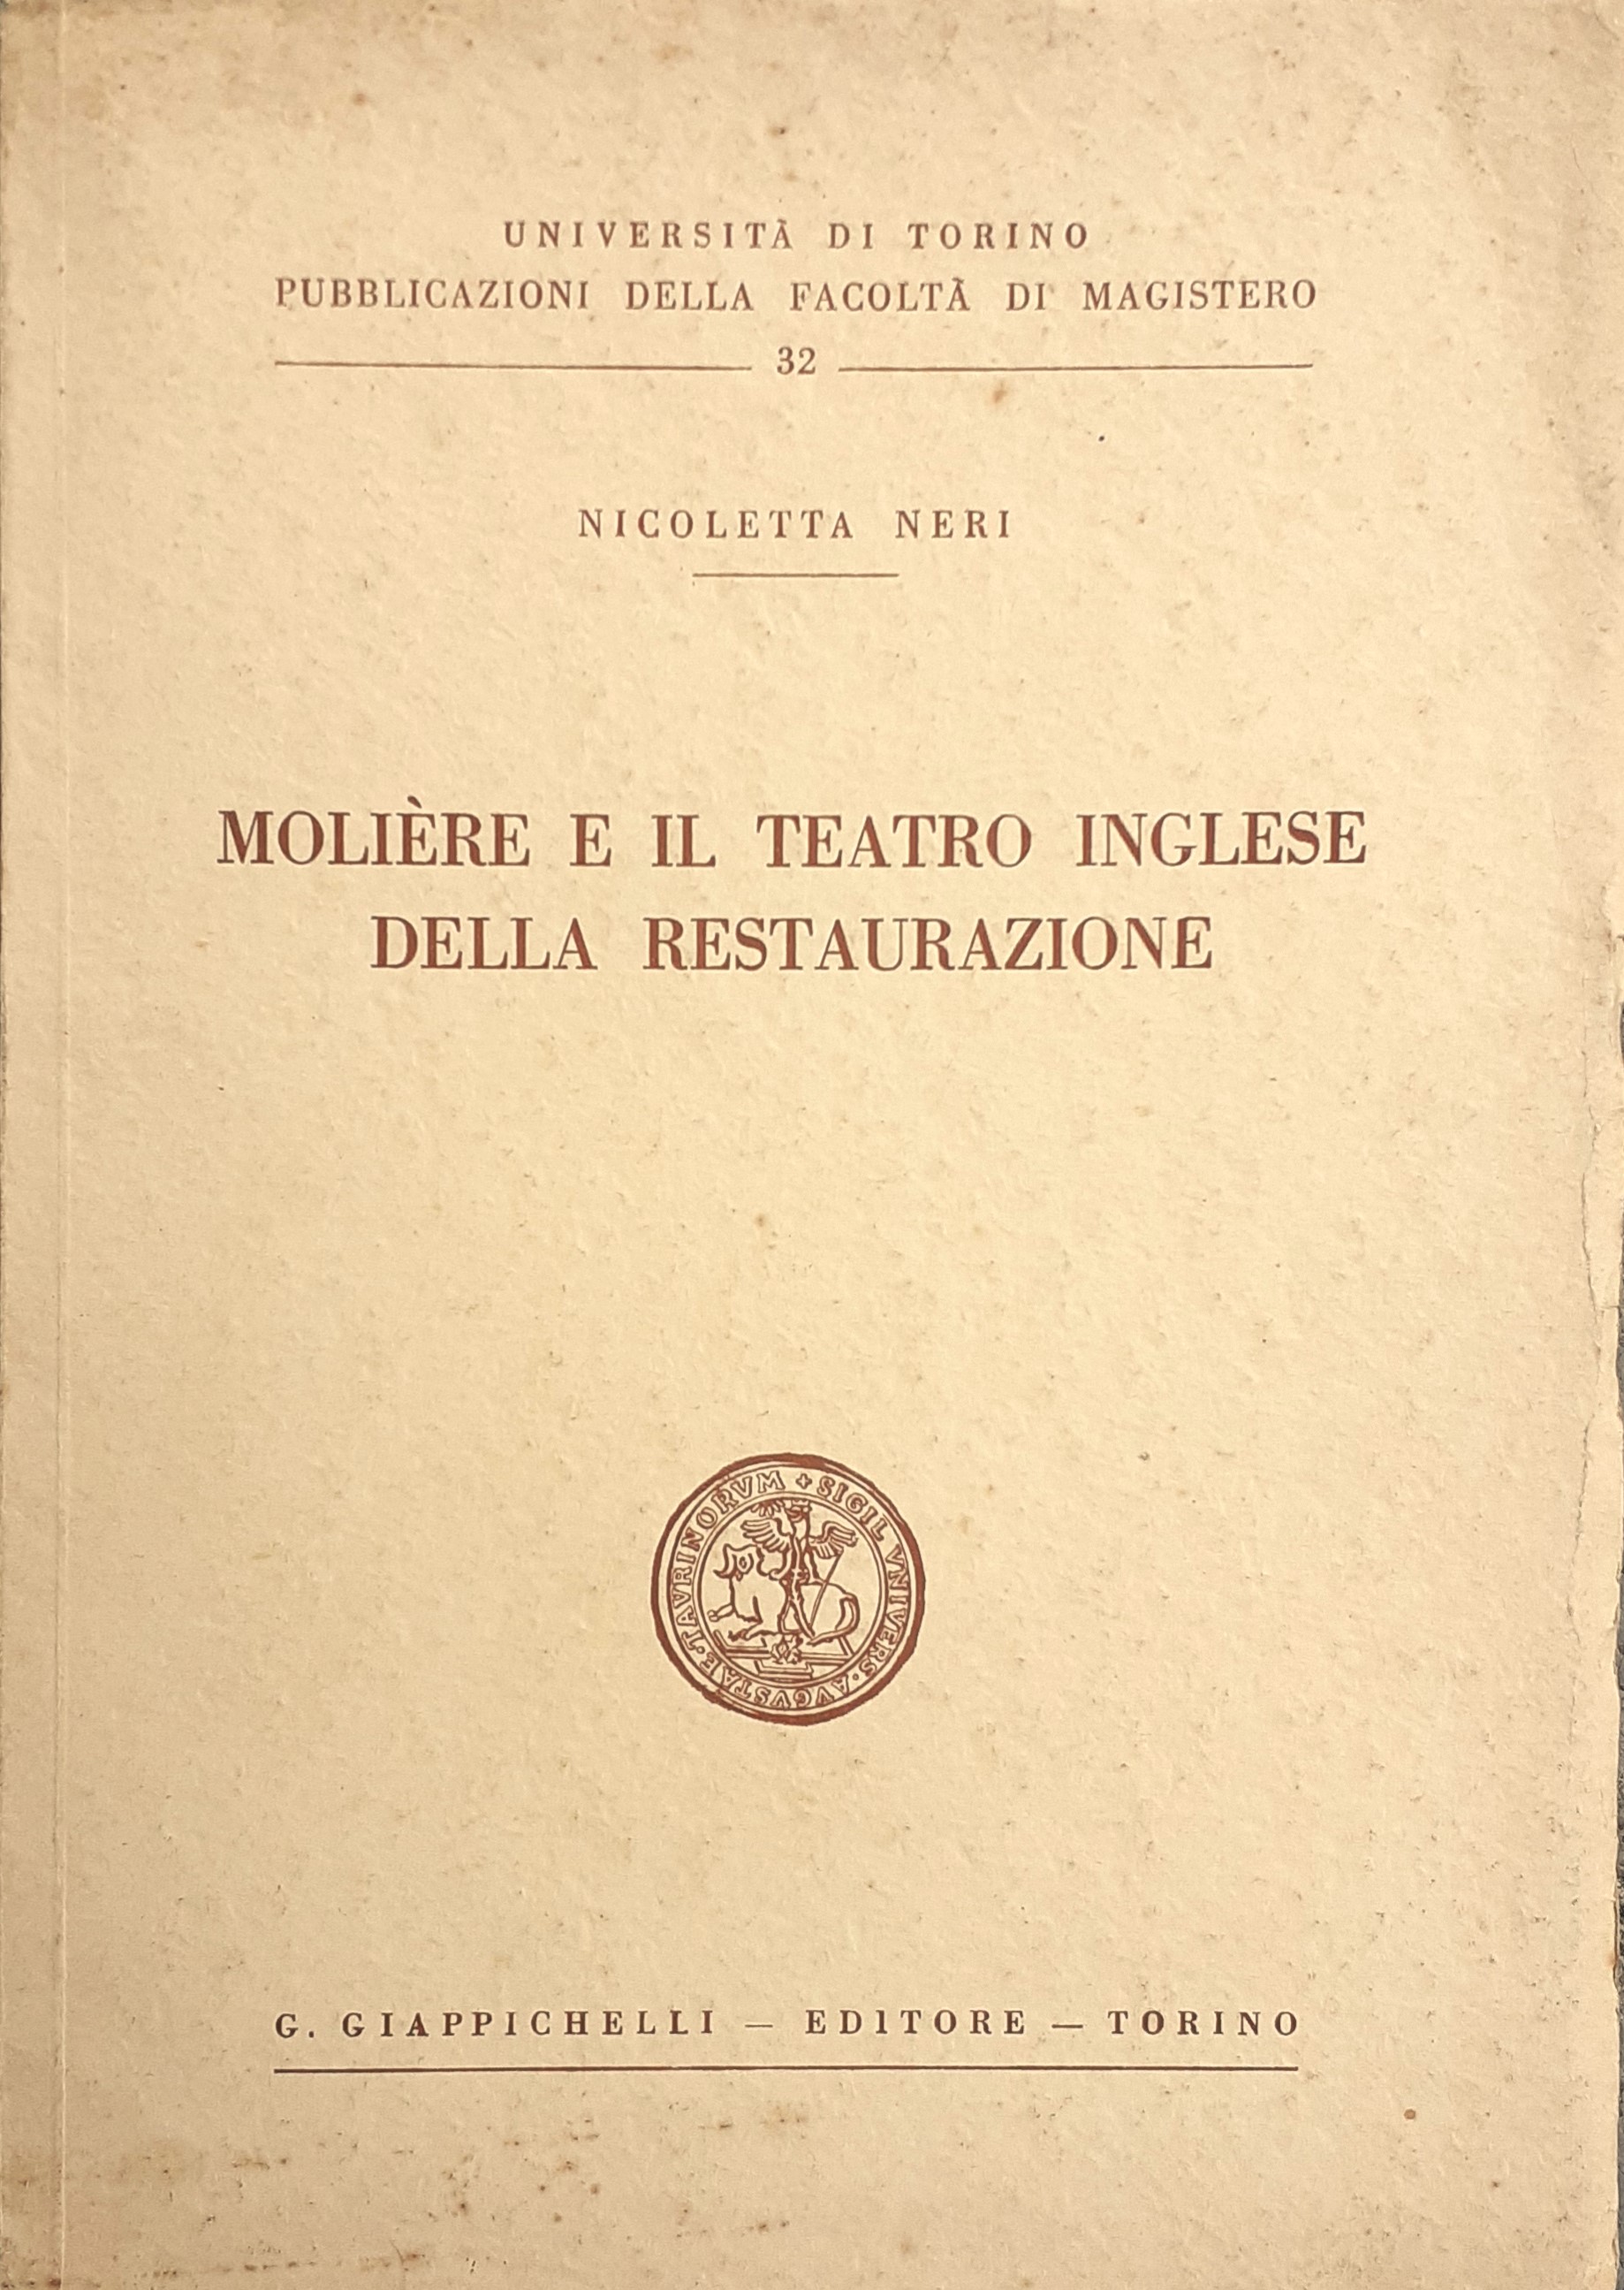 UNIVERSITÀ DI TORINO
PUBBLICAZIONI DELLA FACOLTÀ DI MAGISTERO
32
NICOLETTA NERI
MOLIÈRE E IL TEATRO INGLESE
DELLA RESTAURAZIONE
SIGIL VNIVERS · AVGVSTAE · TAVRINORVM +
G. GIAPPICHELLI — EDITORE — TORINO